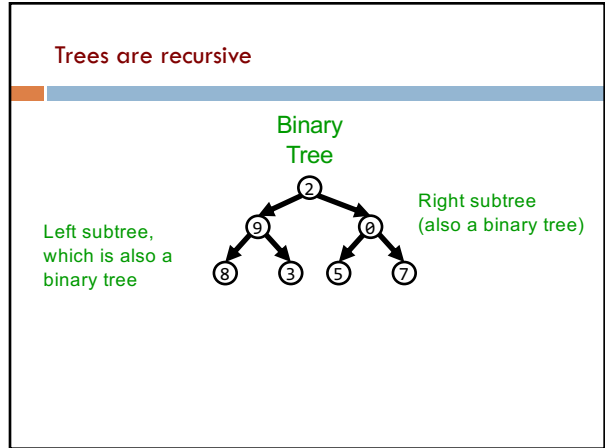 Trees are recursive
Binary
Tree
2
9 0
8 3 5 7
Left subtree,
which is also a
binary tree
Right subtree
(also a binary tree)